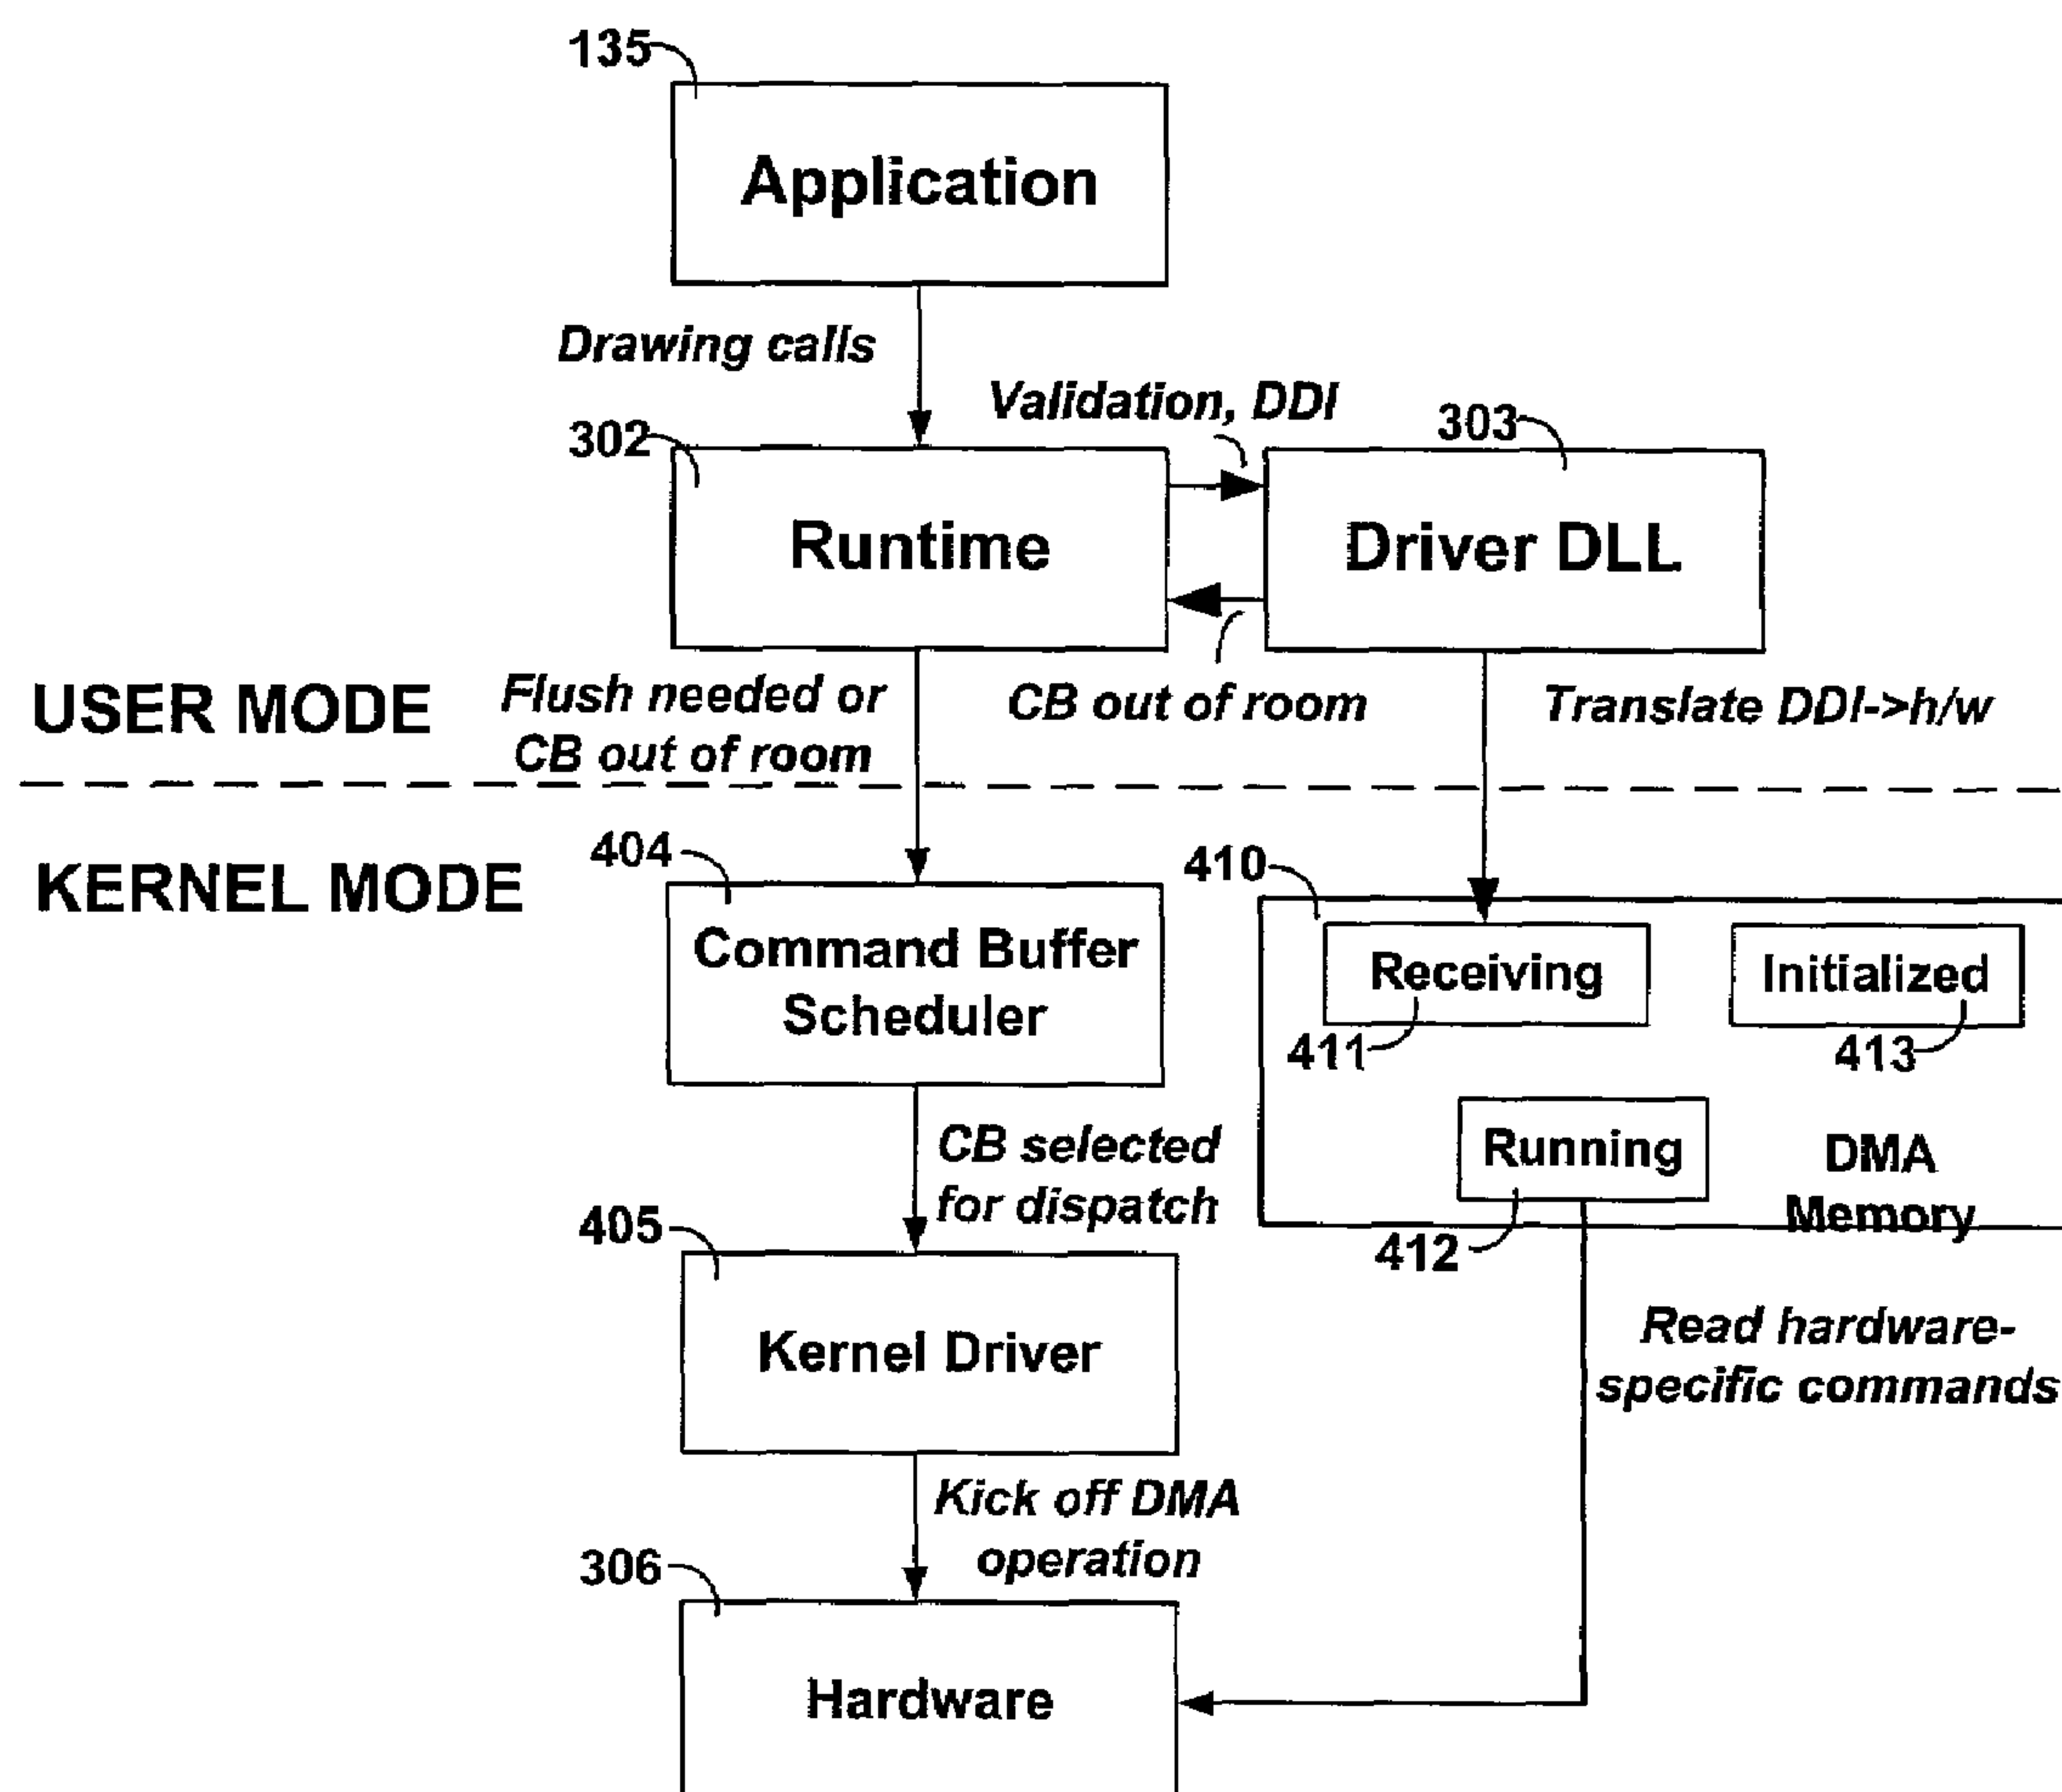 135
Application
Drawing calls
Validation, DDI
302
303
Runtime
Driver DLL
USER MODE
Flush needed or
CB out of room
CB out of room
Translate DDI->h/w
KERNEL MODE
404
410
Command Buffer
Scheduler
Receiving
Initialized
411
413
CB selected
for dispatch
Running
DMA
Memory
405
412
Kernel Driver
Read hardware-
specific commands
Kick off DMA
operation
306
Hardware